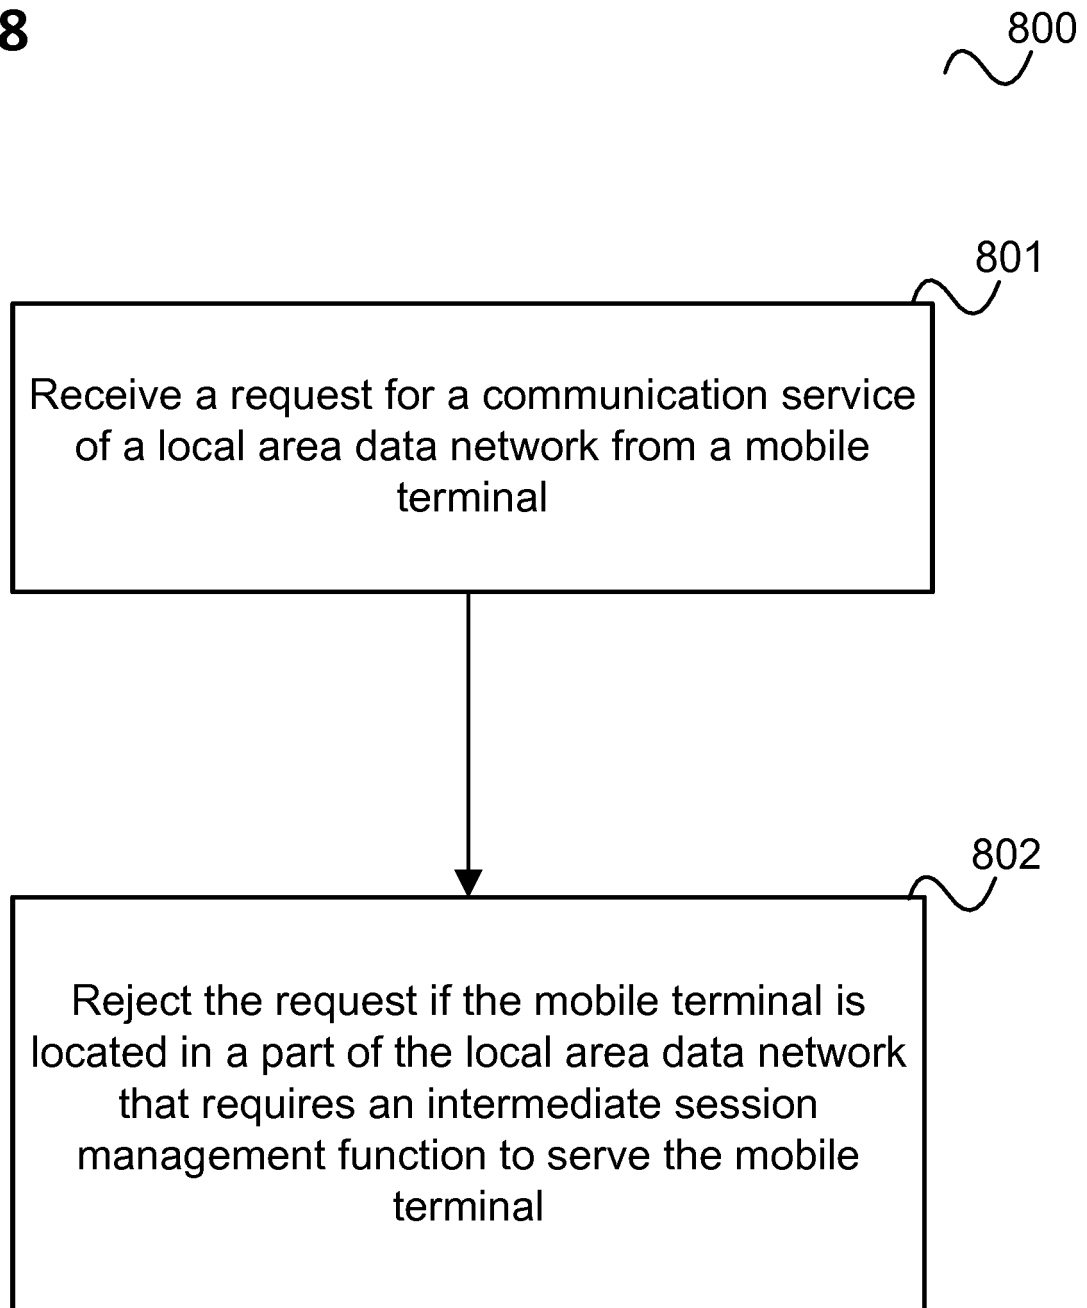 8
800
801
Receive a request for a communication service
of a local area data network from a mobile
terminal
802
Reject the request if the mobile terminal is
located in a part of the local area data network
that requires an intermediate session
management function to serve the mobile
terminal